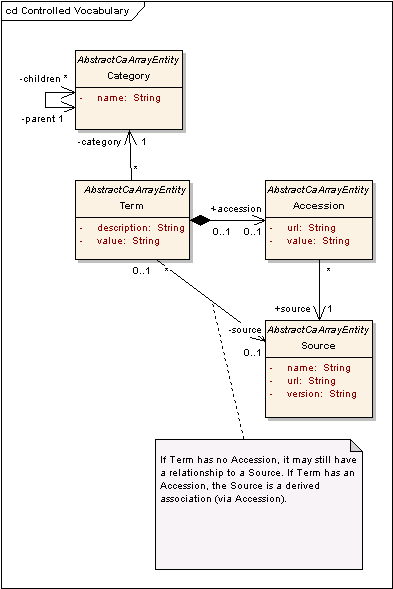 cd Controlled Vocabulary
AbstractCaArrayEntity
Category
- name: String
-children *
-parent 1
-category
1
*
AbstractCaArrayEntity
Term
- description: String
- value: String
+accession
0..1
0..1
AbstractCaArrayEntity
Accession
- url: String
- value: String
0..1
*
*
+source
1
-source
0..1
AbstractCaArrayEntity
Source
- name: String
- url: String
- version: String
If Term has no Accession, it may still have
a relationship to a Source. If Term has an
Accession, the Source is a derived
association (via Accession).